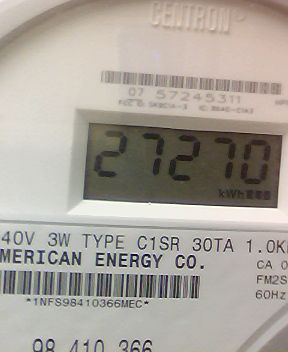 CENTRON®
07 57245311
27270
kWh
40V 3W TYPE C1SR 30TA 1.0K
MERICAN ENERGY CO.
CA 0
FM2S
60Hz
*1NFS98410366MEC*
98 410 366